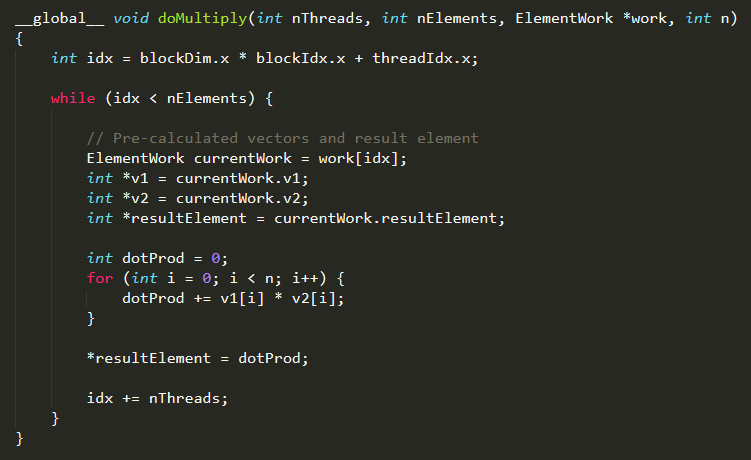 __global__ void doMultiply(int nThreads, int nElements, ElementWork *work, int n)
{
    int idx = blockDim.x * blockIdx.x + threadIdx.x;

    while (idx < nElements) {

        // Pre-calculated vectors and result element
        ElementWork currentWork = work[idx];
        int *v1 = currentWork.v1;
        int *v2 = currentWork.v2;
        int *resultElement = currentWork.resultElement;

        int dotProd = 0;
        for (int i = 0; i < n; i++) {
            dotProd += v1[i] * v2[i];
        }

        *resultElement = dotProd;

        idx += nThreads;
    }
}